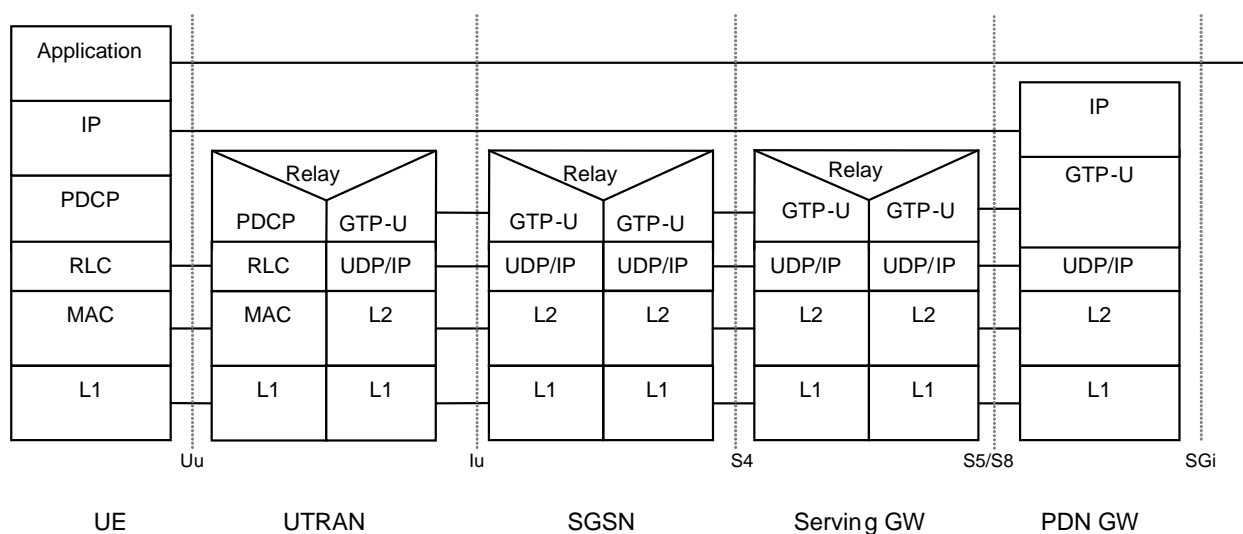 Application
IP
IP
Relay
Relay
Relay
GTP-U
PDCP
PDCP
GTP-U
GTP-U
GTP-U
GTP-U
GTP-U
RLC
RLC
UDP/IP
UDP/IP
UDP/IP
UDP/IP
UDP/IP
UDP/IP
MAC
MAC
L2
L2
L2
L2
L2
L2
L1
L1
L1
L1
L1
L1
L1
L1
Uu
Iu
S4
S5/S8
SGi
UE
UTRAN
SGSN
Serving GW
PDN GW